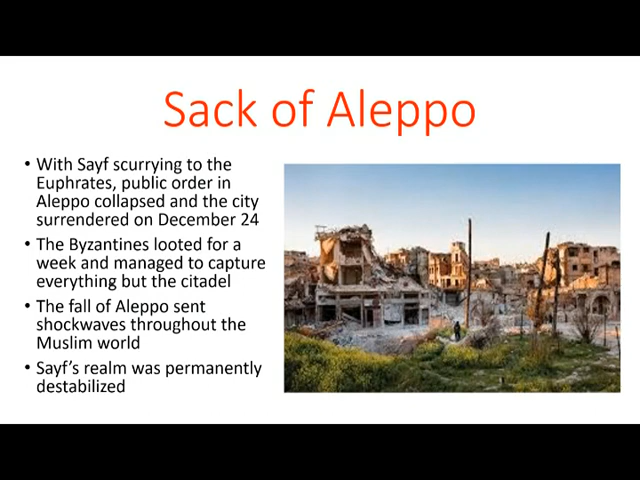 Sack of Aleppo
• With Sayf scurrying to the
Euphrates, public order in
Aleppo collapsed and the city
surrendered on December 24
• The Byzantines looted for a
week and managed to capture
everything but the citadel
• The fall of Aleppo sent
shockwaves throughout the
Muslim world
• Sayf's realm was permanently
destabilized